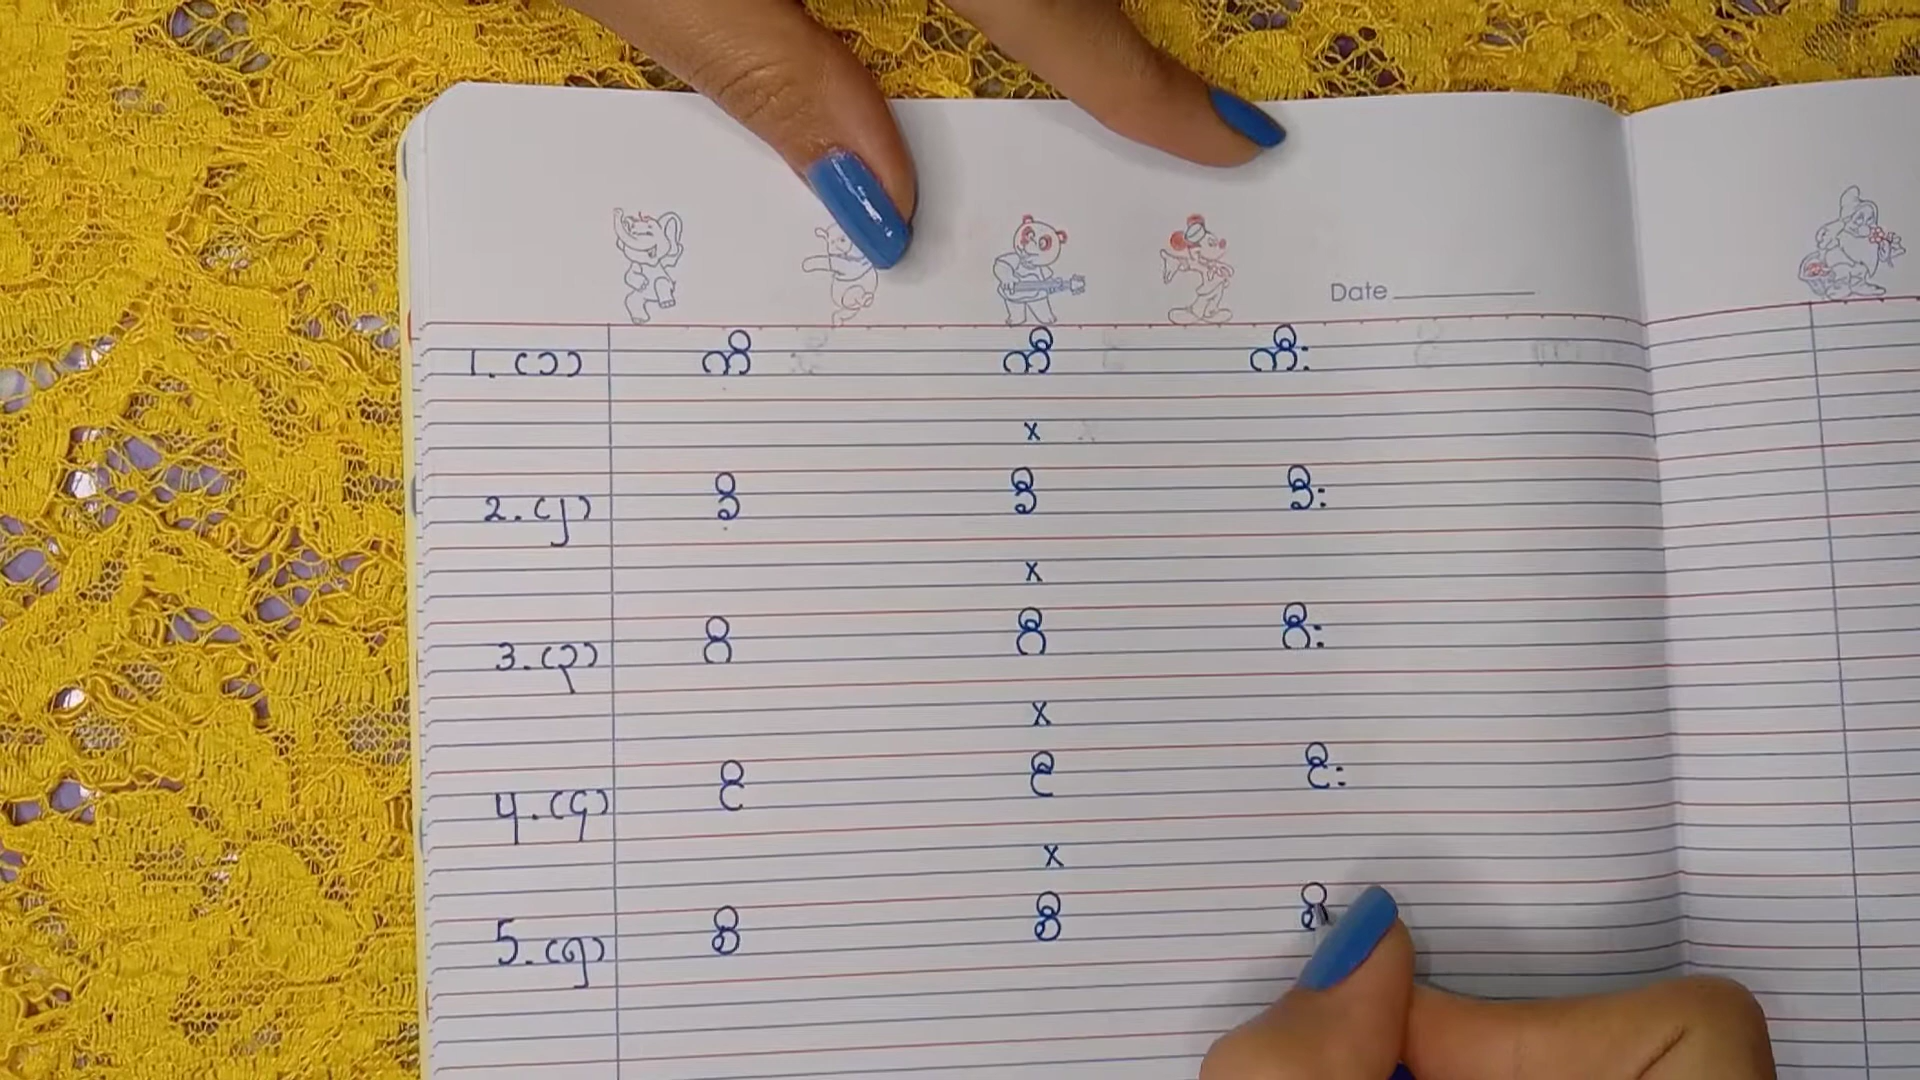 Date
1. (၁) ကိ ကီ ကီး
x
2. (၂) ခိ ခီ ခီး
x
3. (၃) ဂိ ဂီ ဂီး
x
4. (၄) ငိ ငီ ငီး
x
5. (၅) စိ စီ စီ